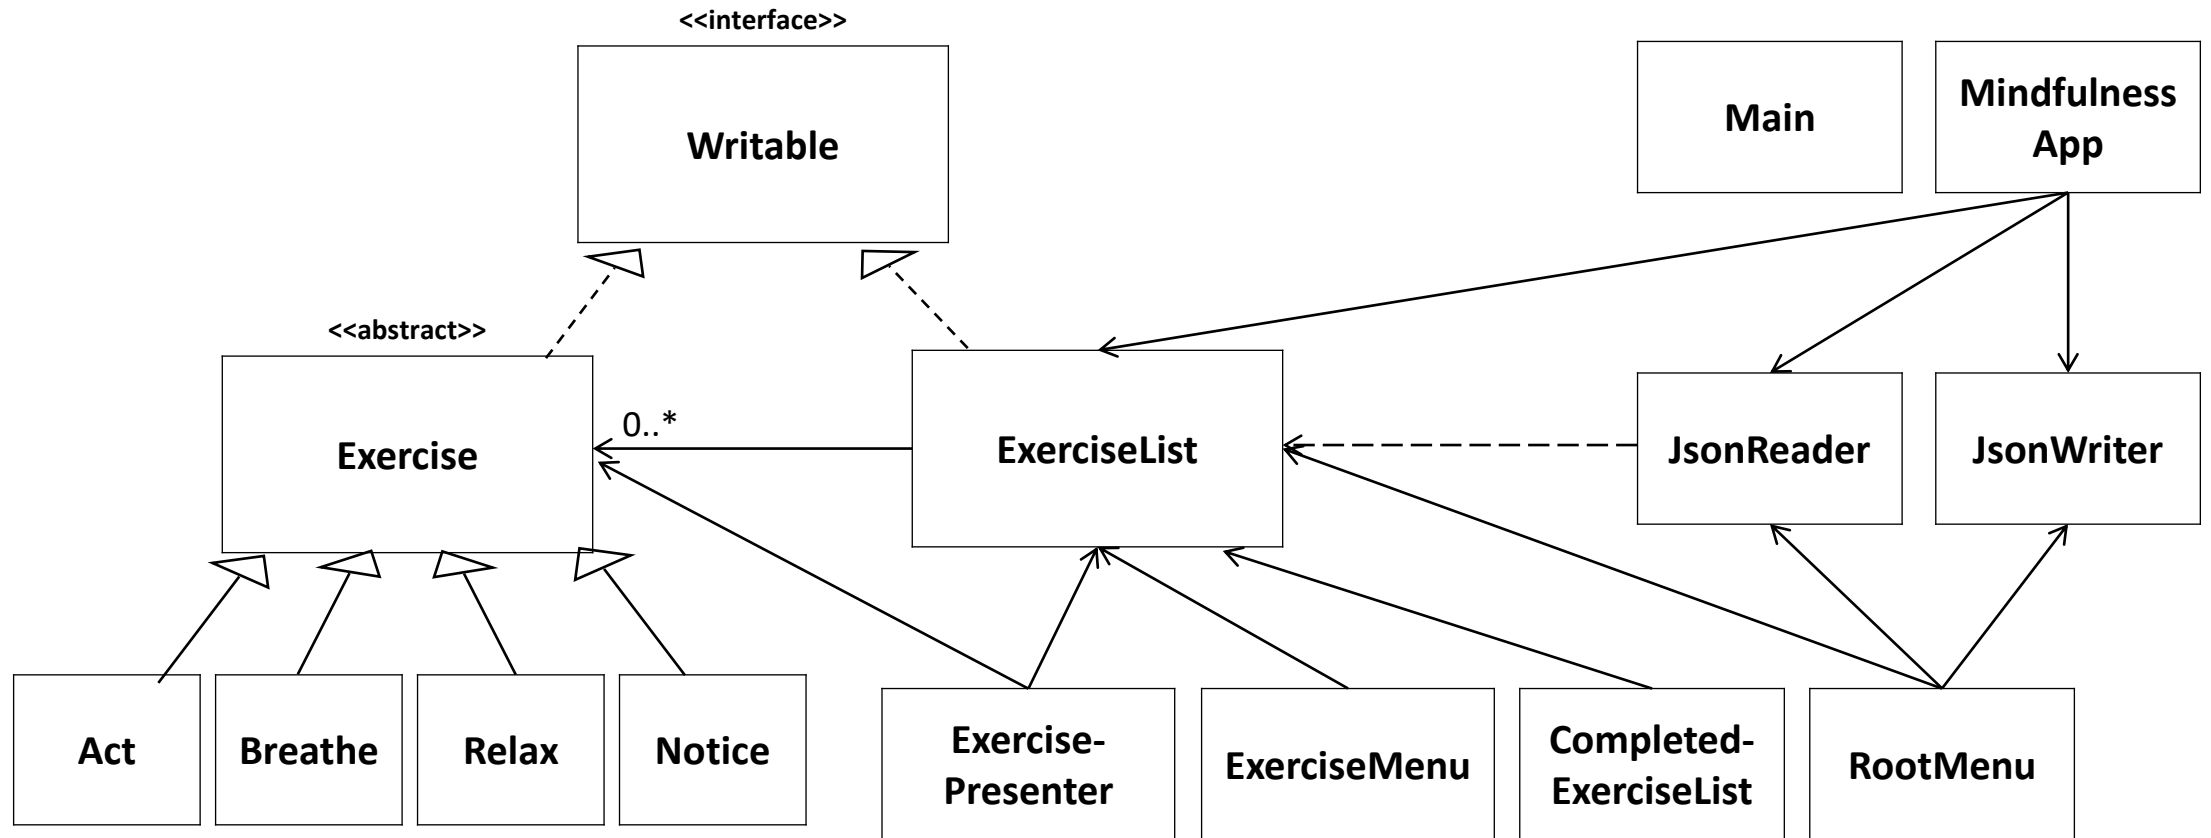 <<interface>>
Writable
Main
Mindfulness
App
<<abstract>>
Exercise
0..*
ExerciseList
JsonReader
JsonWriter
Act
Breathe
Relax
Notice
Exercise-
Presenter
ExerciseMenu
Completed-
ExerciseList
RootMenu